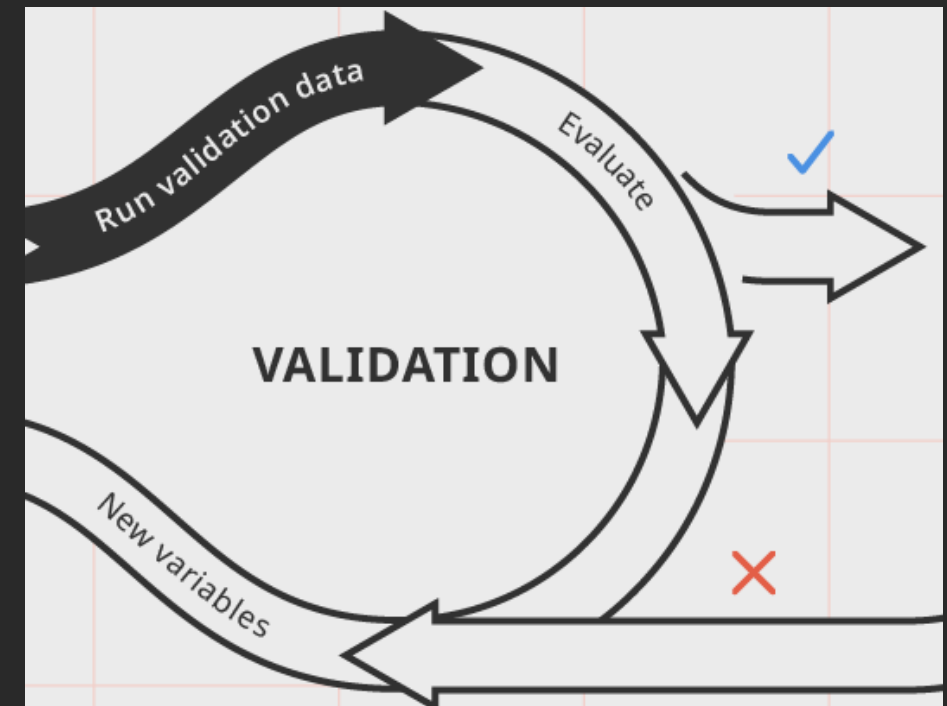 Run validation data
Evaluate
VALIDATION
New variables